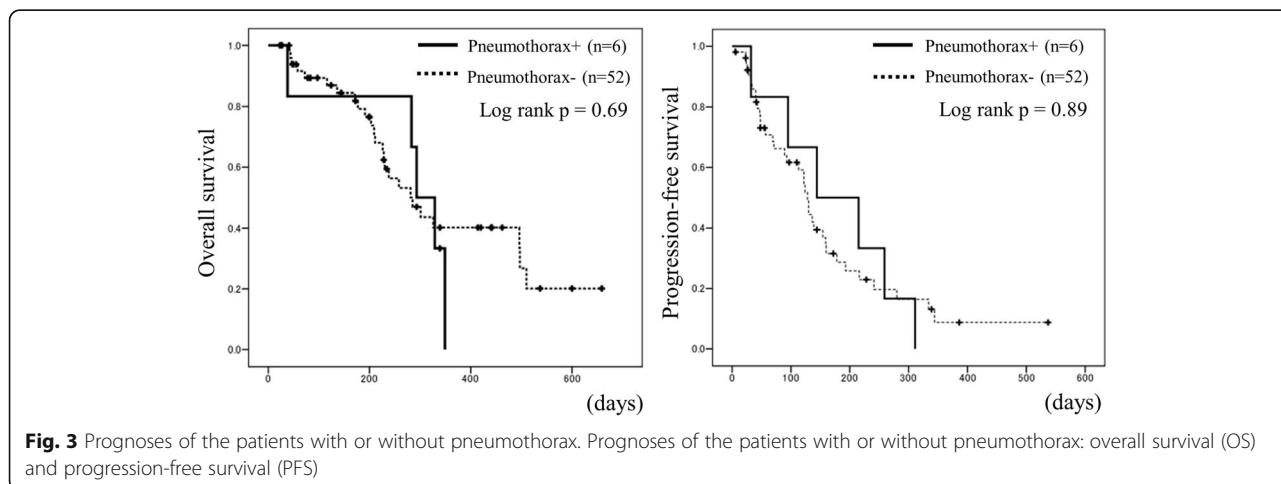 Overall survival
1.0
0.8
0.6
0.4
0.2
0.0
0
200
400
600
(days)
Pneumothorax+ (n=6)
Pneumothorax- (n=52)
Log rank p = 0.69
Progression-free survival
1.0
0.8
0.6
0.4
0.2
0.0
0
100
200
300
400
500
600
(days)
Pneumothorax+ (n=6)
Pneumothorax- (n=52)
Log rank p = 0.89
Fig. 3 Prognoses of the patients with or without pneumothorax. Prognoses of the patients with or without pneumothorax: overall survival (OS)
and progression-free survival (PFS)